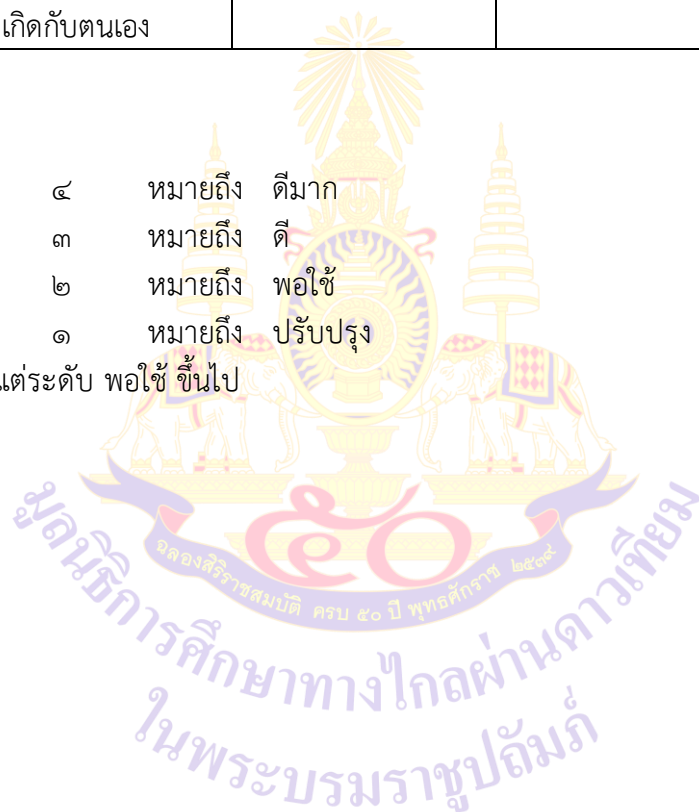 เกิดกับตนเอง
๔ หมายถึง ดีมาก
๓ หมายถึง ดี
๒ หมายถึง พอใช้
๑ หมายถึง ปรับปรุง
แต่ระดับ พอใช้ ขึ้นไป
๕๐
ฉลองสิริราชสมบัติ ครบ ๕๐ ปี พุทธศักราช ๒๕๓๙
มูลนิธิการศึกษาทางไกลผ่านดาวเทียม
ในพระบรมราชูปถัมภ์